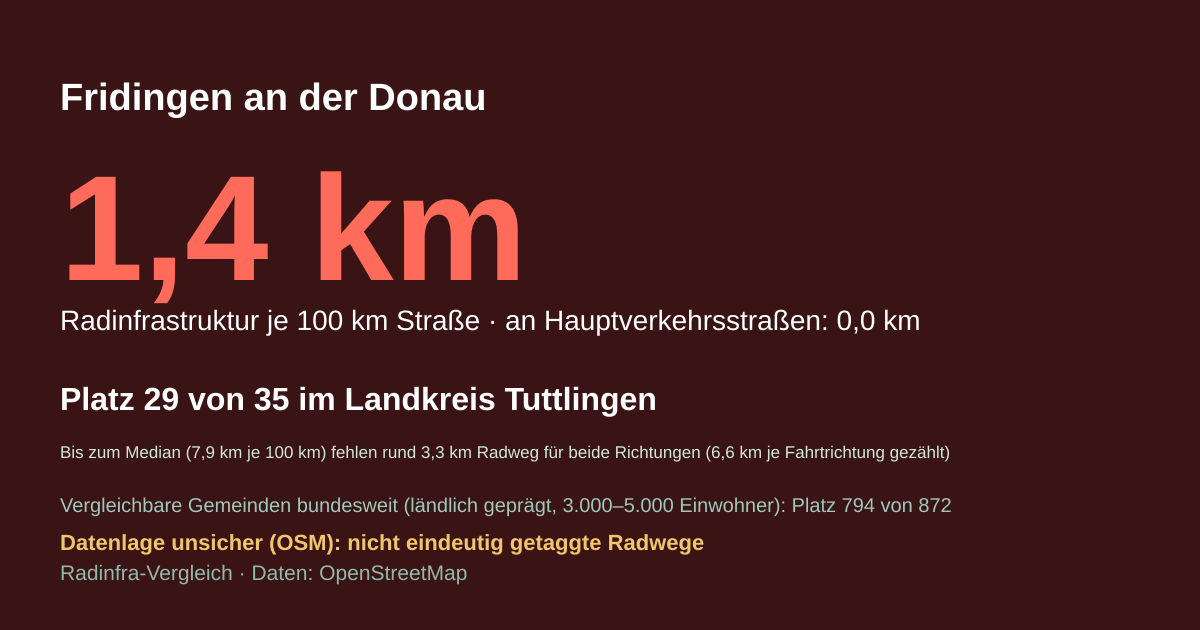 Fridingen an der Donau
1,4 km
Radinfrastruktur je 100 km Straße · an Hauptverkehrsstraßen: 0,0 km
Platz 29 von 35 im Landkreis Tuttlingen
Bis zum Median (7,9 km je 100 km) fehlen rund 3,3 km Radweg für beide Richtungen (6,6 km je Fahrtrichtung gezählt)
Vergleichbare Gemeinden bundesweit (ländlich geprägt, 3.000–5.000 Einwohner): Platz 794 von 872
Datenlage unsicher (OSM): nicht eindeutig getaggte Radwege
Radinfra-Vergleich · Daten: OpenStreetMap